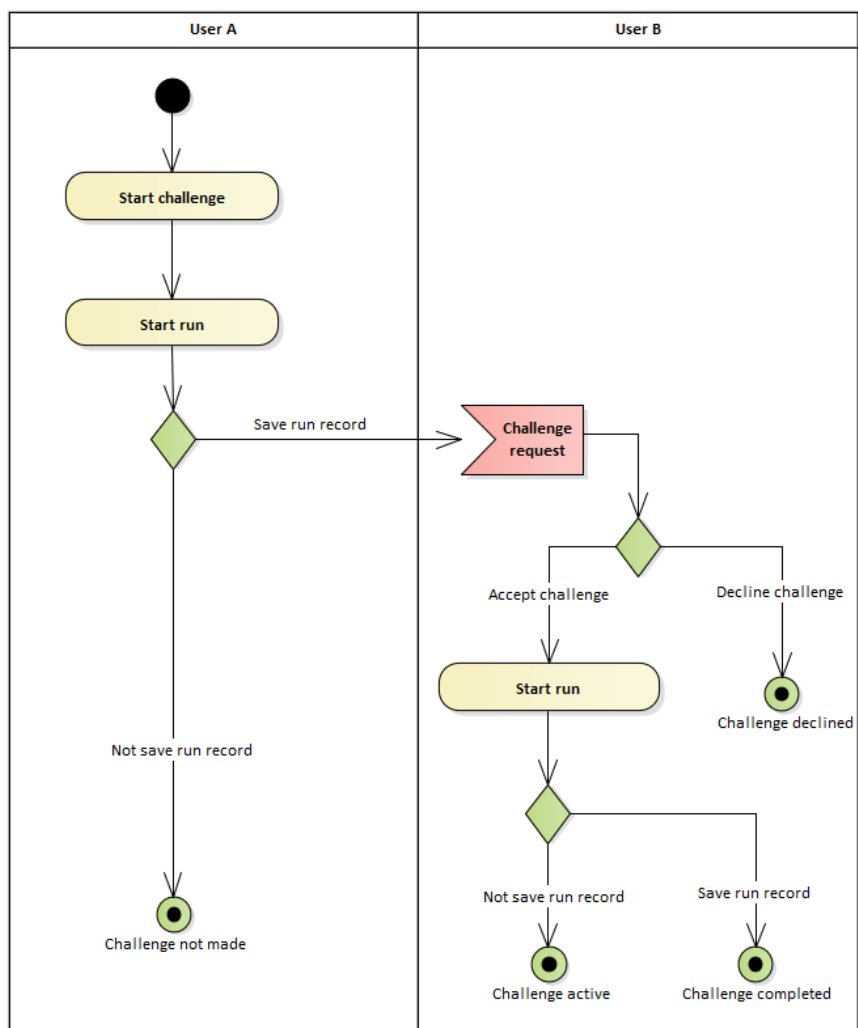 User A
User B
Start challenge
Start run
Save run record
Challenge
request
Accept challenge
Decline challenge
Start run
Challenge declined
Not save run record
Not save run record
Save run record
Challenge not made
Challenge active
Challenge completed